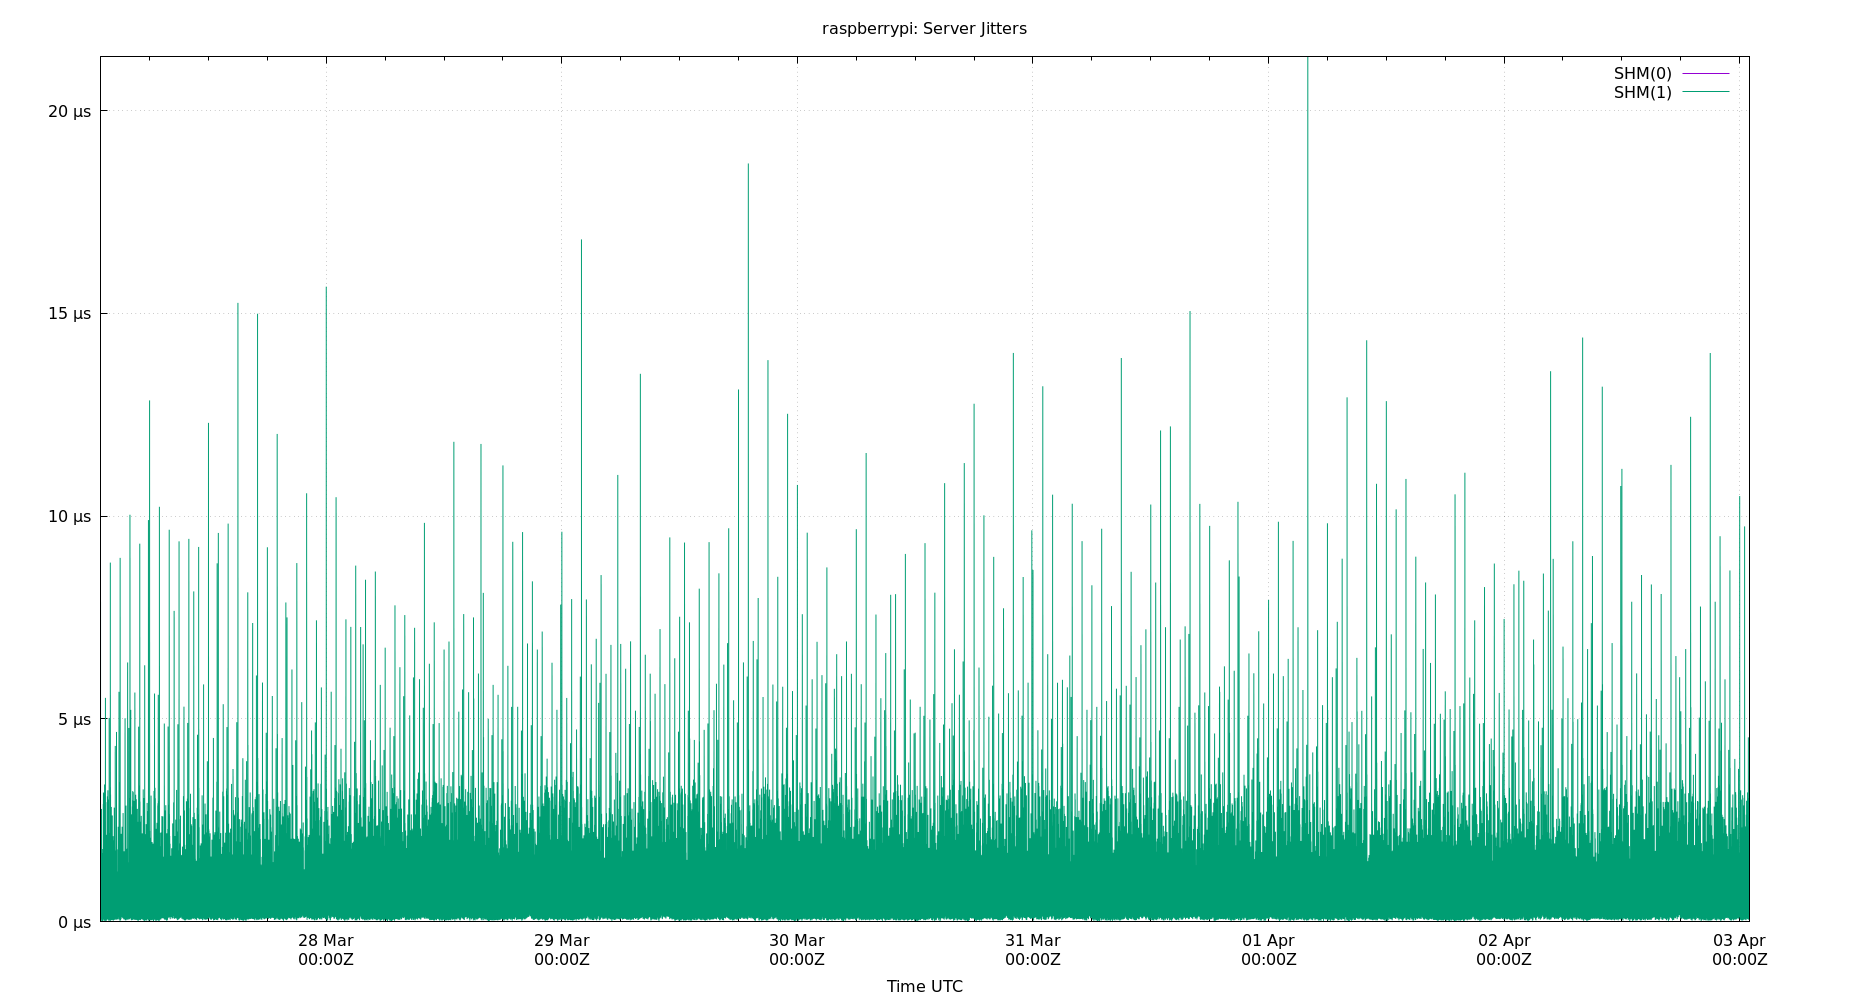 raspberrypi: Server Jitters
SHM(0)
SHM(1)
20 µs
15 µs
10 µs
5 µs
0 µs
28 Mar 29 Mar 30 Mar 31 Mar 01 Apr 02 Apr 03 Apr
00:00Z 00:00Z 00:00Z 00:00Z 00:00Z 00:00Z 00:00Z
Time UTC